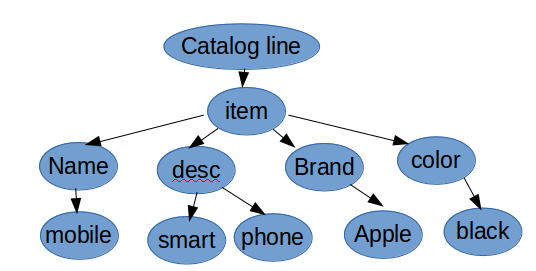 Catalog line
item
Name
desc
Brand
color
mobile
smart
phone
Apple
black